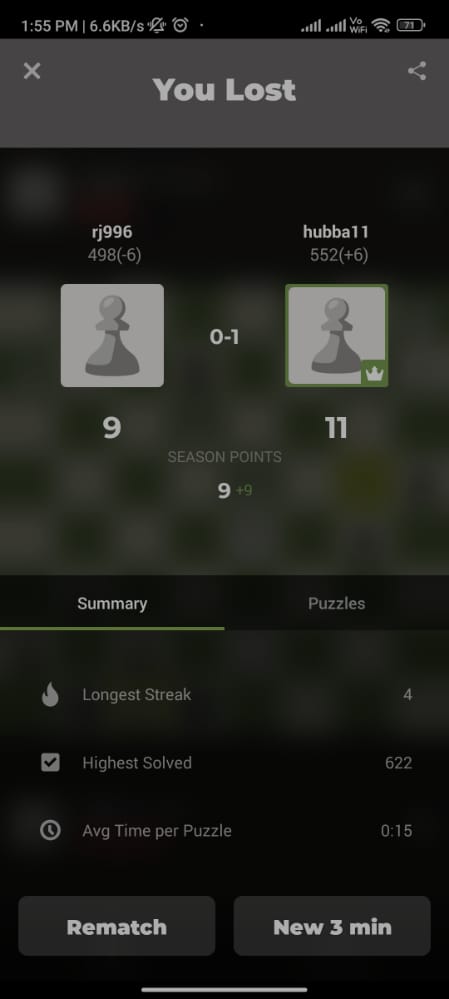 1:55 PM | 6.6KB/s
Vo
WiFi
71
You Lost
rj996
hubba11
498(-6)
552(+6)
0-1
9
11
SEASON POINTS
9 +9
Summary
Puzzles
Longest Streak
4
Highest Solved
622
Avg Time per Puzzle
0:15
Rematch
New 3 min